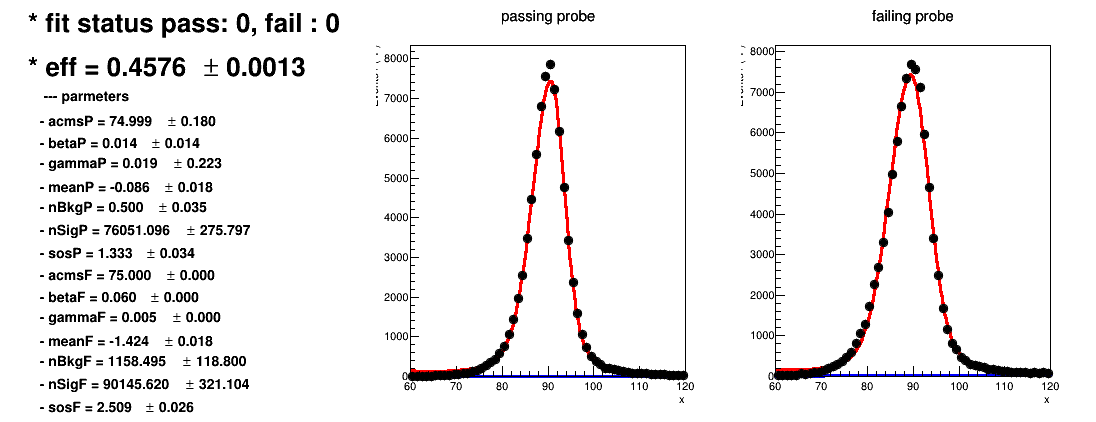 * fit status pass: 0, fail : 0
* eff = 0.4576 ± 0.0013
--- parmeters
- acmsP = 74.999 ± 0.180
- betaP = 0.014 ± 0.014
- gammaP = 0.019 ± 0.223
- meanP = -0.086 ± 0.018
- nBkgP = 0.500 ± 0.035
- nSigP = 76051.096 ± 275.797
- sosP = 1.333 ± 0.034
- acmsF = 75.000 ± 0.000
- betaF = 0.060 ± 0.000
- gammaF = 0.005 ± 0.000
- meanF = -1.424 ± 0.018
- nBkgF = 1158.495 ± 118.800
- nSigF = 90145.620 ± 321.104
- sosF = 2.509 ± 0.026
passing probe
8000
7000
6000
5000
4000
3000
2000
1000
0
60 70 80 90 100 110 120
x
failing probe
8000
7000
6000
5000
4000
3000
2000
1000
0
60 70 80 90 100 110 120
x